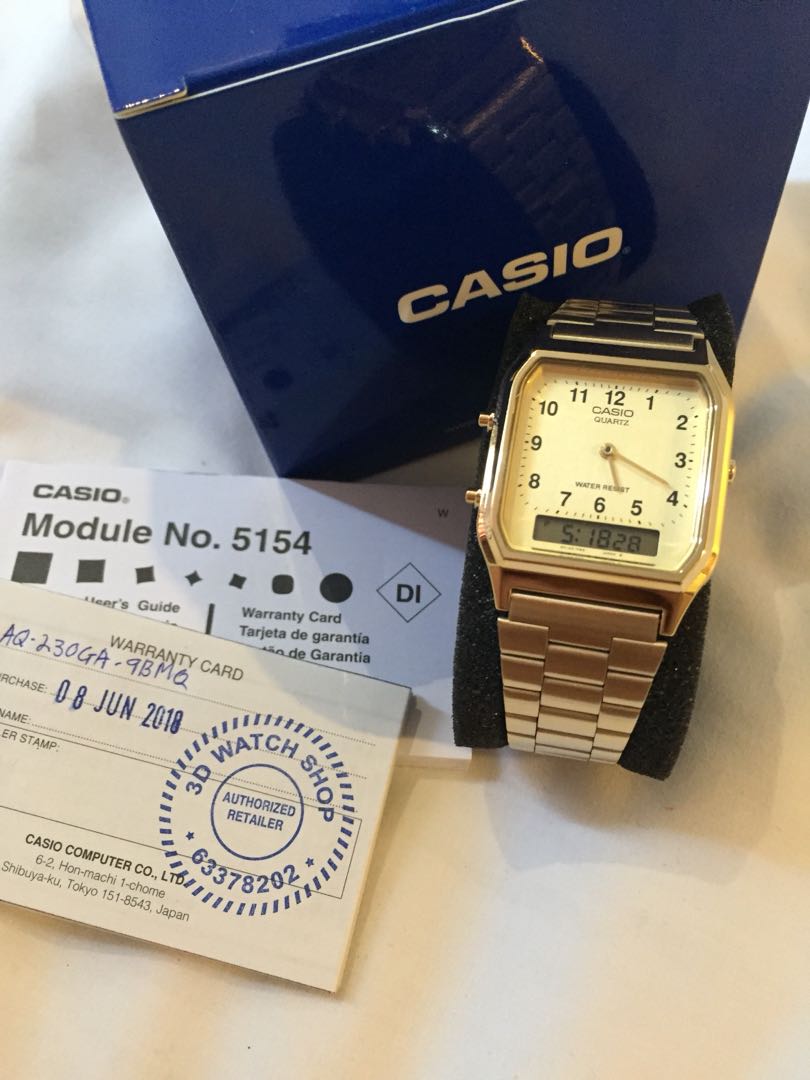 CASIO
CASIO
QUARTZ
12
1
2
3
4
5
6
7
8
9
10
11
WATER RESIST
5:1828
CASIO
Module No. 5154
W
DI
User's Guide
Warranty Card
Tarjeta de garantía
de Garantia
WARRANTY CARD
AQ-230GA-9BMQ
08 JUN 2018
NAME:
STAMP:
3D WATCH SHOP
AUTHORIZED
RETAILER
63378202
CASIO COMPUTER CO., LTD.
6-2, Hon-machi 1-chome
Shibuya-ku, Tokyo 151-8543, Japan